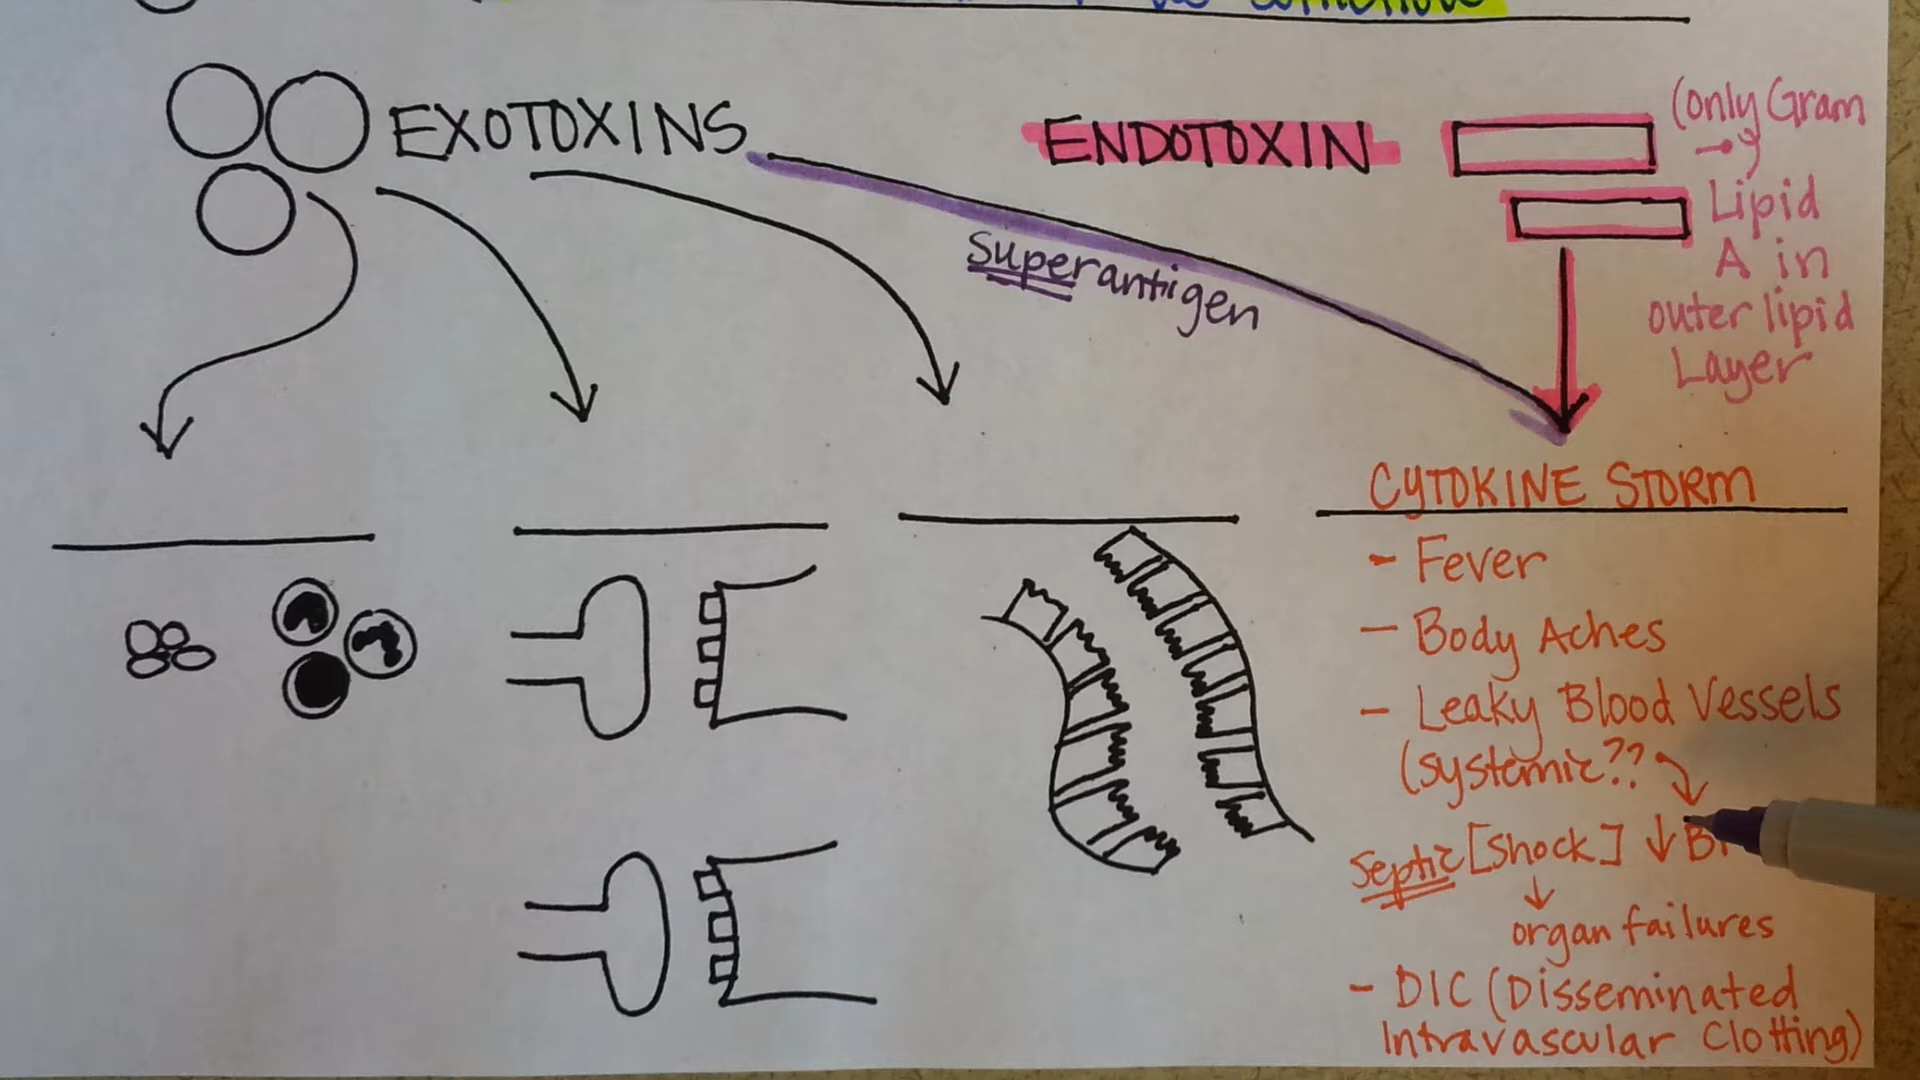 EXOTOXINS
ENDOTOXIN
(only Gram
Lipid
A in
outer lipid
Layer
Superantigen
CYTOKINE STORM
- Fever
- Body Aches
- Leaky Blood Vessels
(systemic??
Septic [Shock] ↓
↓
organ failures
- DIC (Disseminated
Intravascular Clotting)